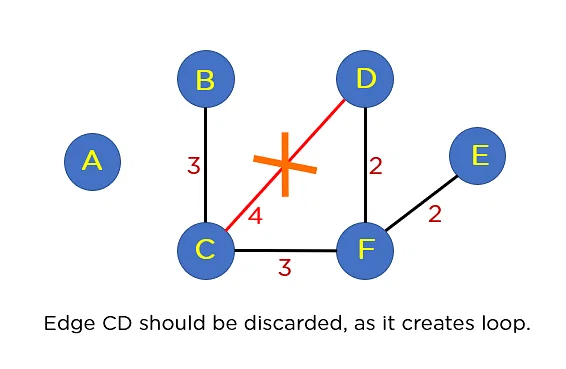 B
D
A
E
3
2
4
2
C
F
3
Edge CD should be discarded, as it creates loop.